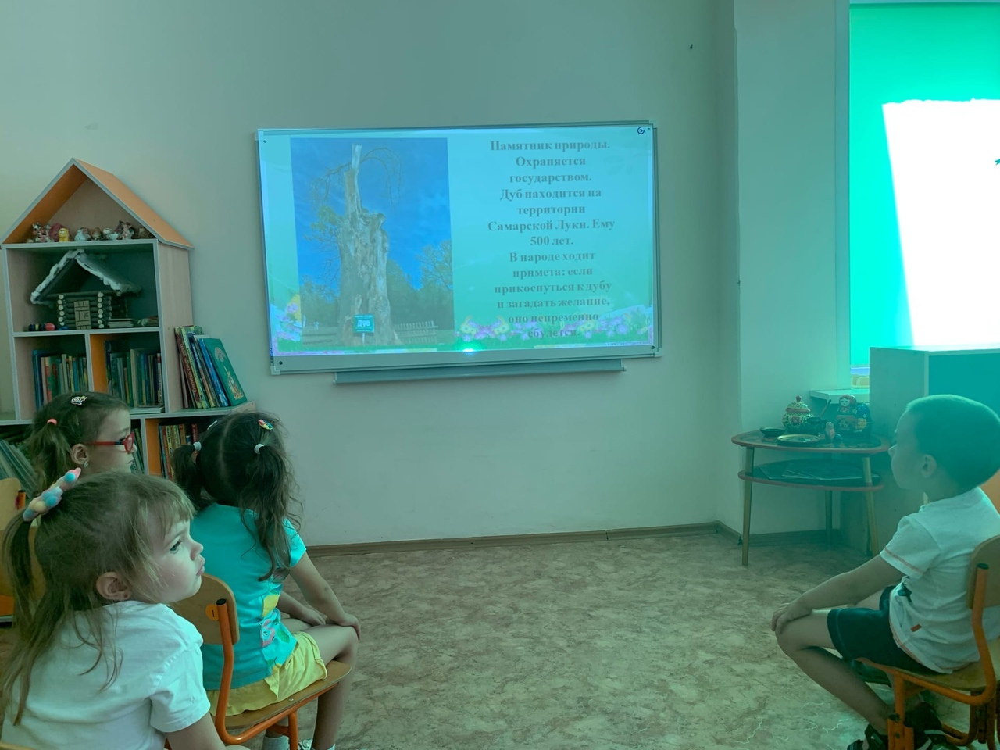 Памятник природы.
Охраняется
государством.
Дуб находится на
территории
Самарской Луки. Ему
500 лет.
В народе ходит
примета: если
прикоснуться к дубу
и загадать желание,
оно непременно
сбудется.
Дуб